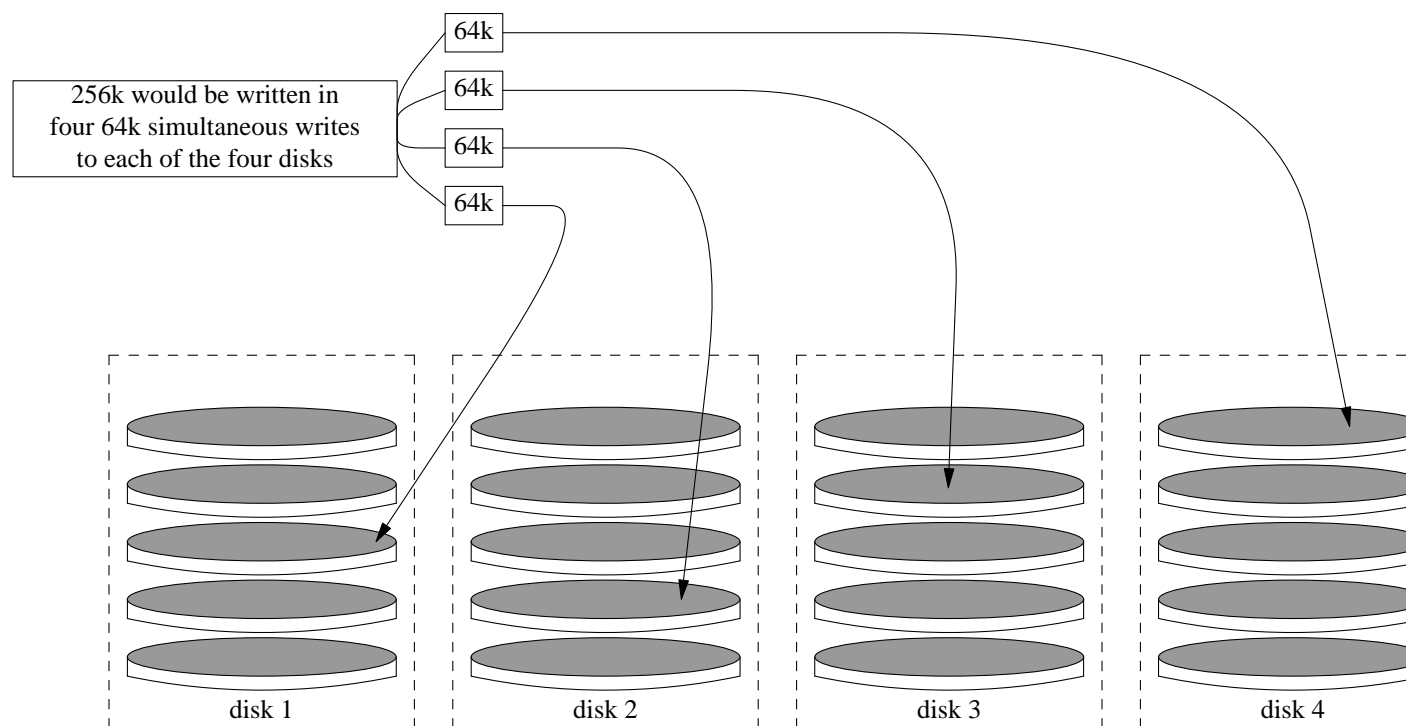 64k
256k would be written in
four 64k simultaneous writes
to each of the four disks
64k
64k
64k
disk 1
disk 2
disk 3
disk 4